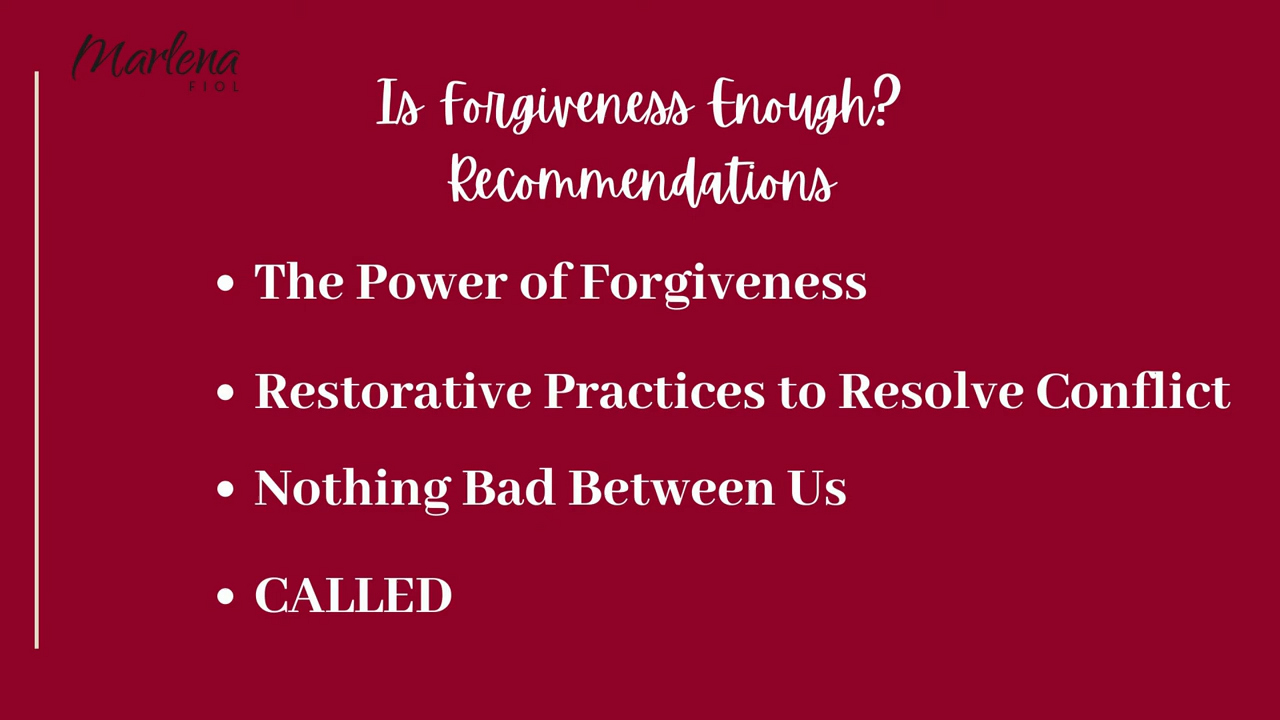 Marlena
FIOL
Is Forgiveness Enough?
Recommendations
• The Power of Forgiveness
• Restorative Practices to Resolve Conflict
• Nothing Bad Between Us
• CALLED